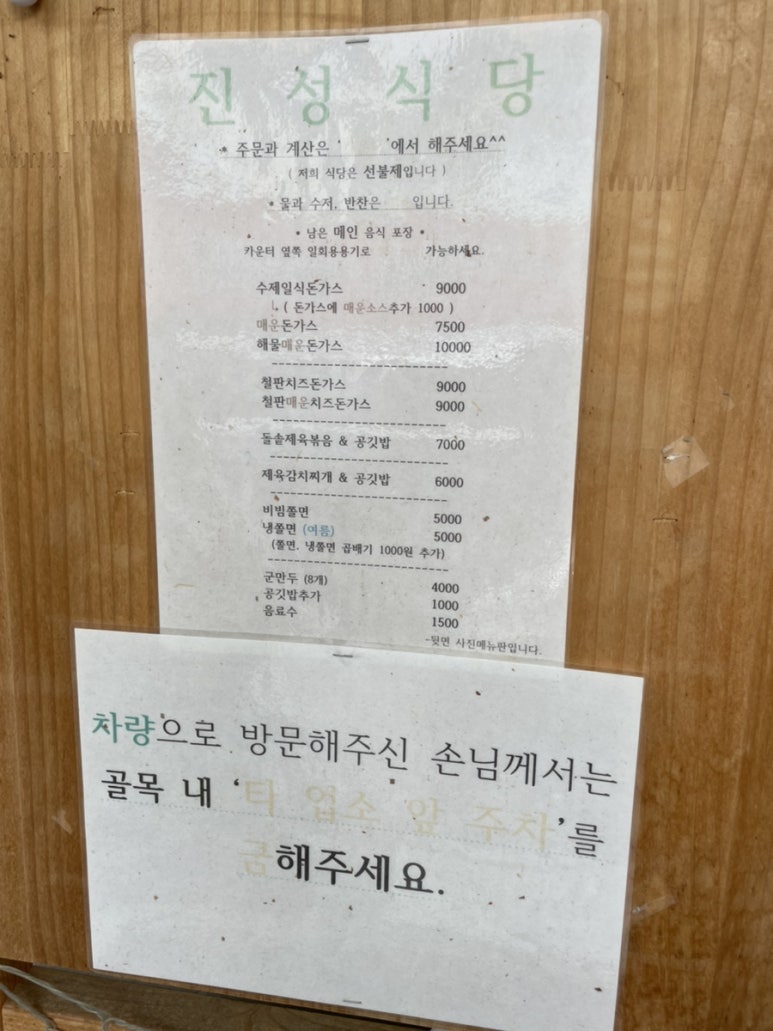 진성식당
* 주문과 계산은 ' '에서 해주세요^^
( 저희 식당은 선불제입니다 )
* 물과 수저, 반찬은 입니다.
* 남은 메인 음식 포장 *
카운터 옆쪽 일회용용기로 가능하세요.
수제일식돈가스 9000
↳ ( 돈가스에 매운소스추가 1000 )
매운돈가스 7500
해물매운돈가스 10000
철판치즈돈가스 9000
철판매운치즈돈가스 9000
돌솥제육볶음 & 공깃밥 7000
제육김치찌개 & 공깃밥 6000
비빔쫄면 5000
냉쫄면 (여름) 5000
(쫄면, 냉쫄면 곱배기 1000원 추가)
군만두 (8개) 4000
공깃밥추가 1000
음료수 1500
-뒷면 사진메뉴판입니다.
차량으로 방문해주신 손님께서는
골목 내 '타 업소 앞 주차'를
금해주세요.